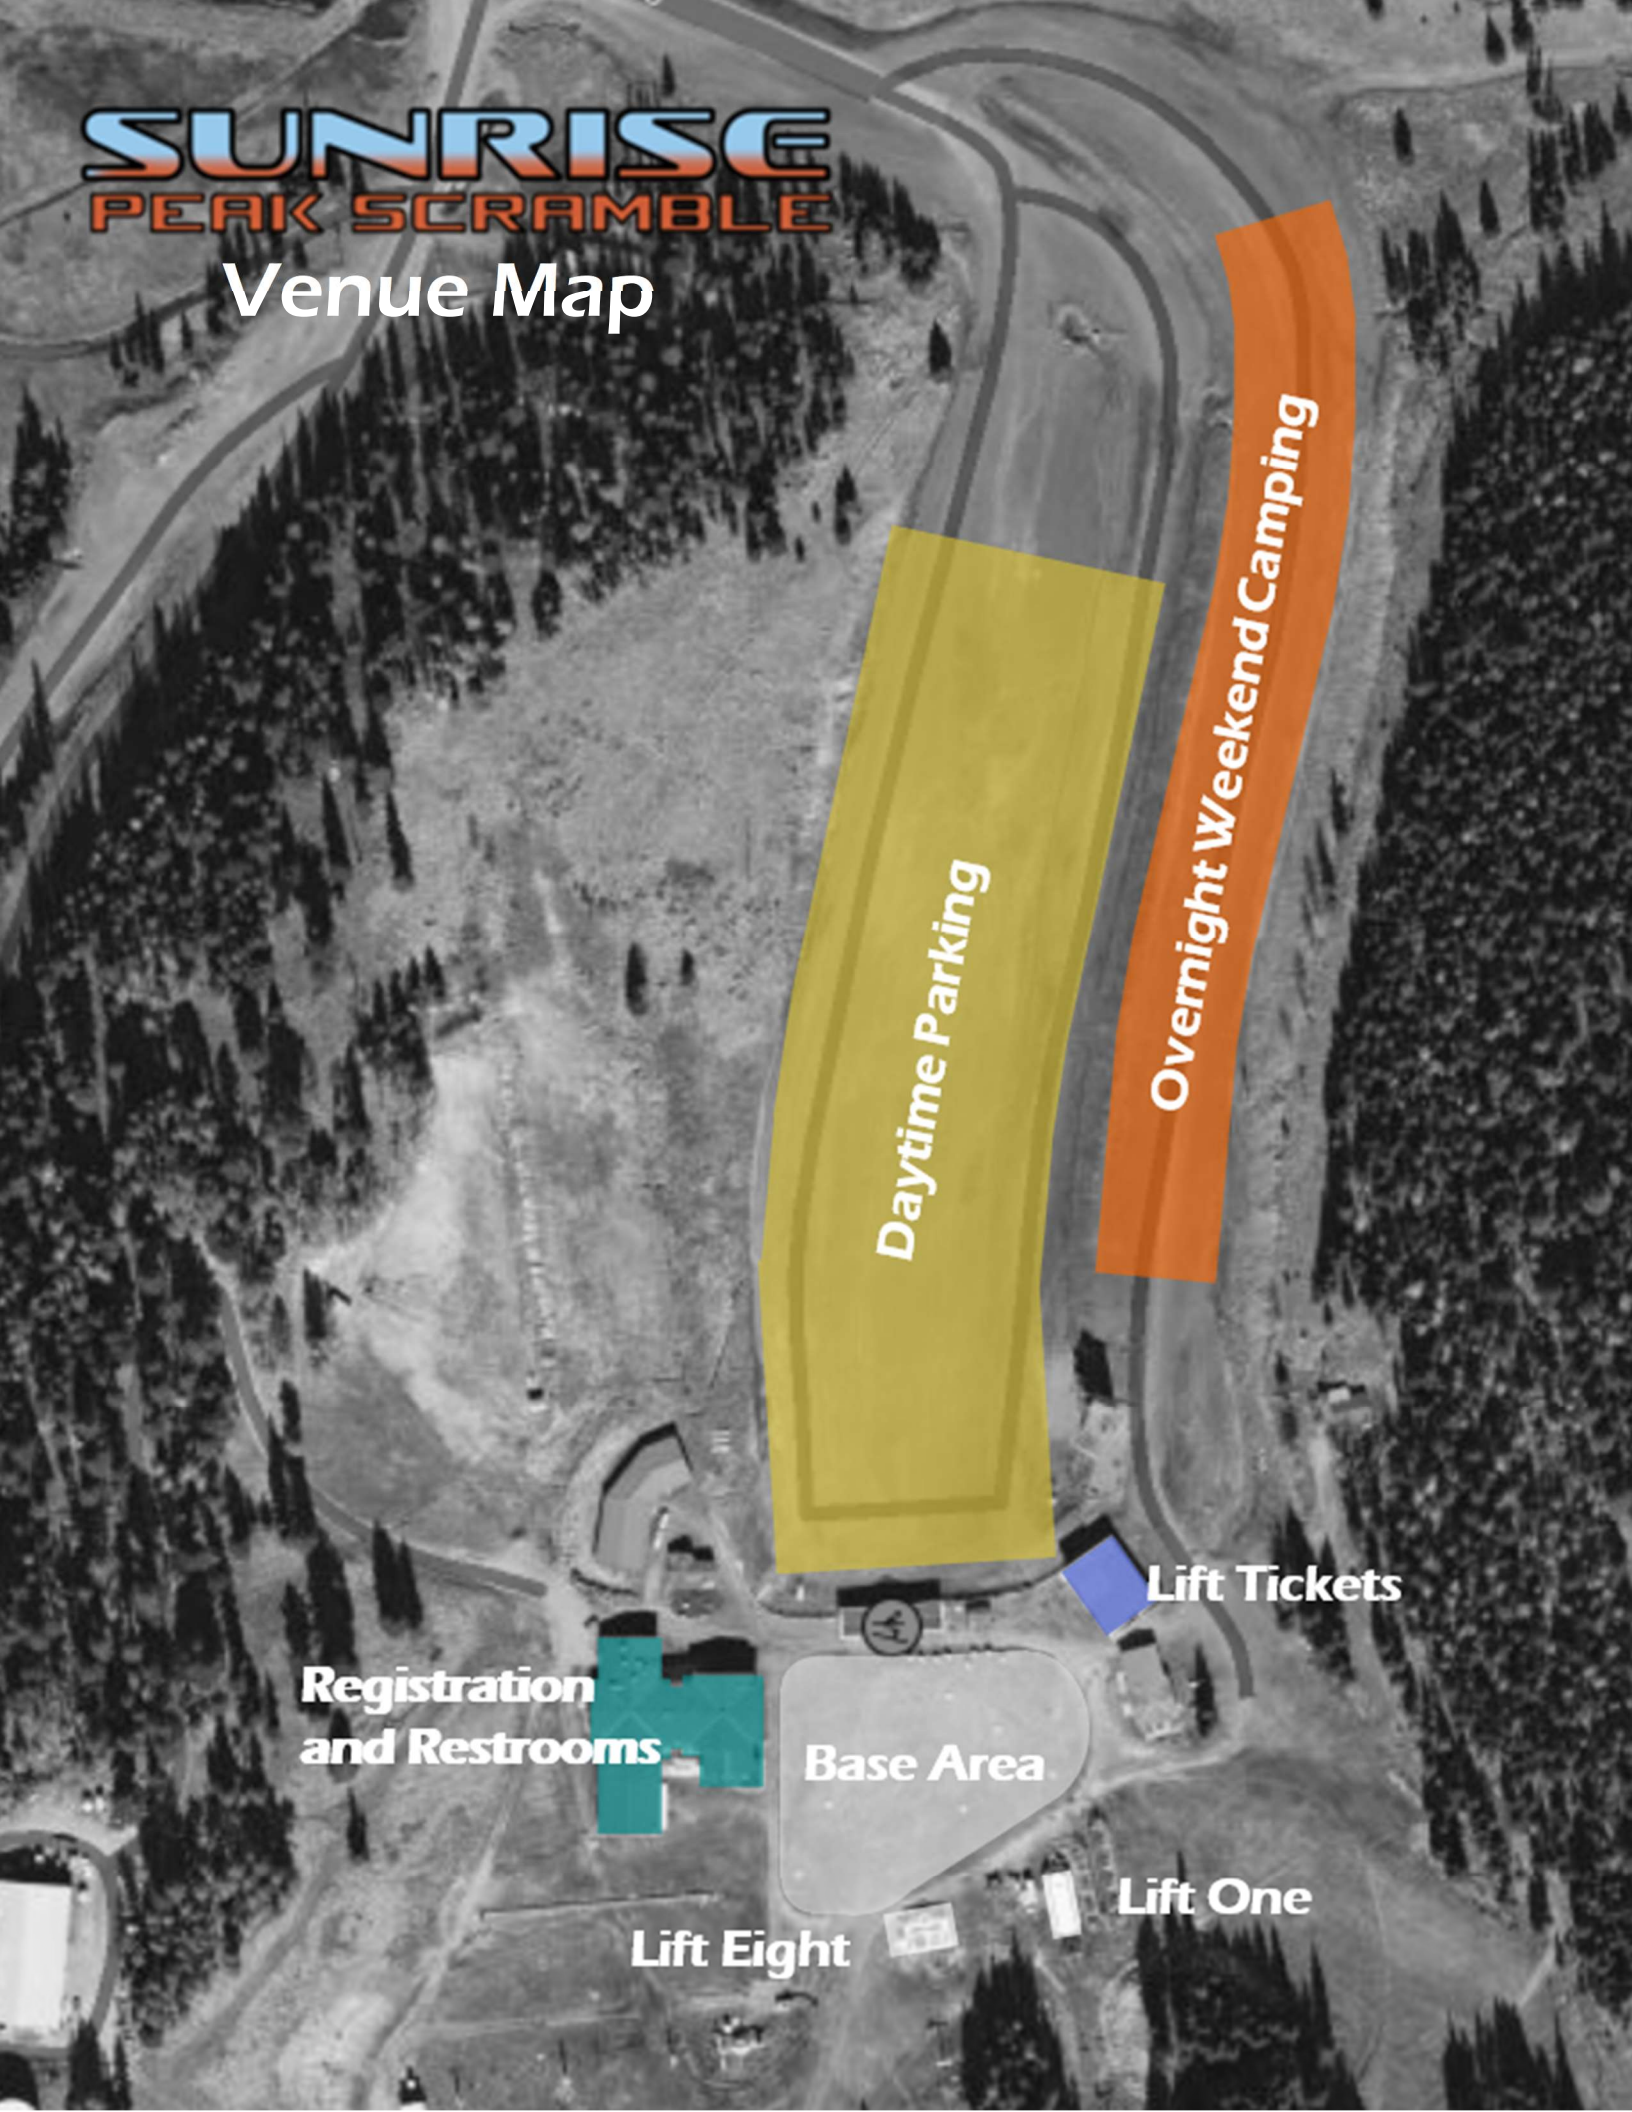 SUNRISE
PEAK SCRAMBLE
Venue Map
Overnight Weekend Camping
Daytime Parking
Lift Tickets
Registration
and Restrooms
Base Area
Lift One
Lift Eight